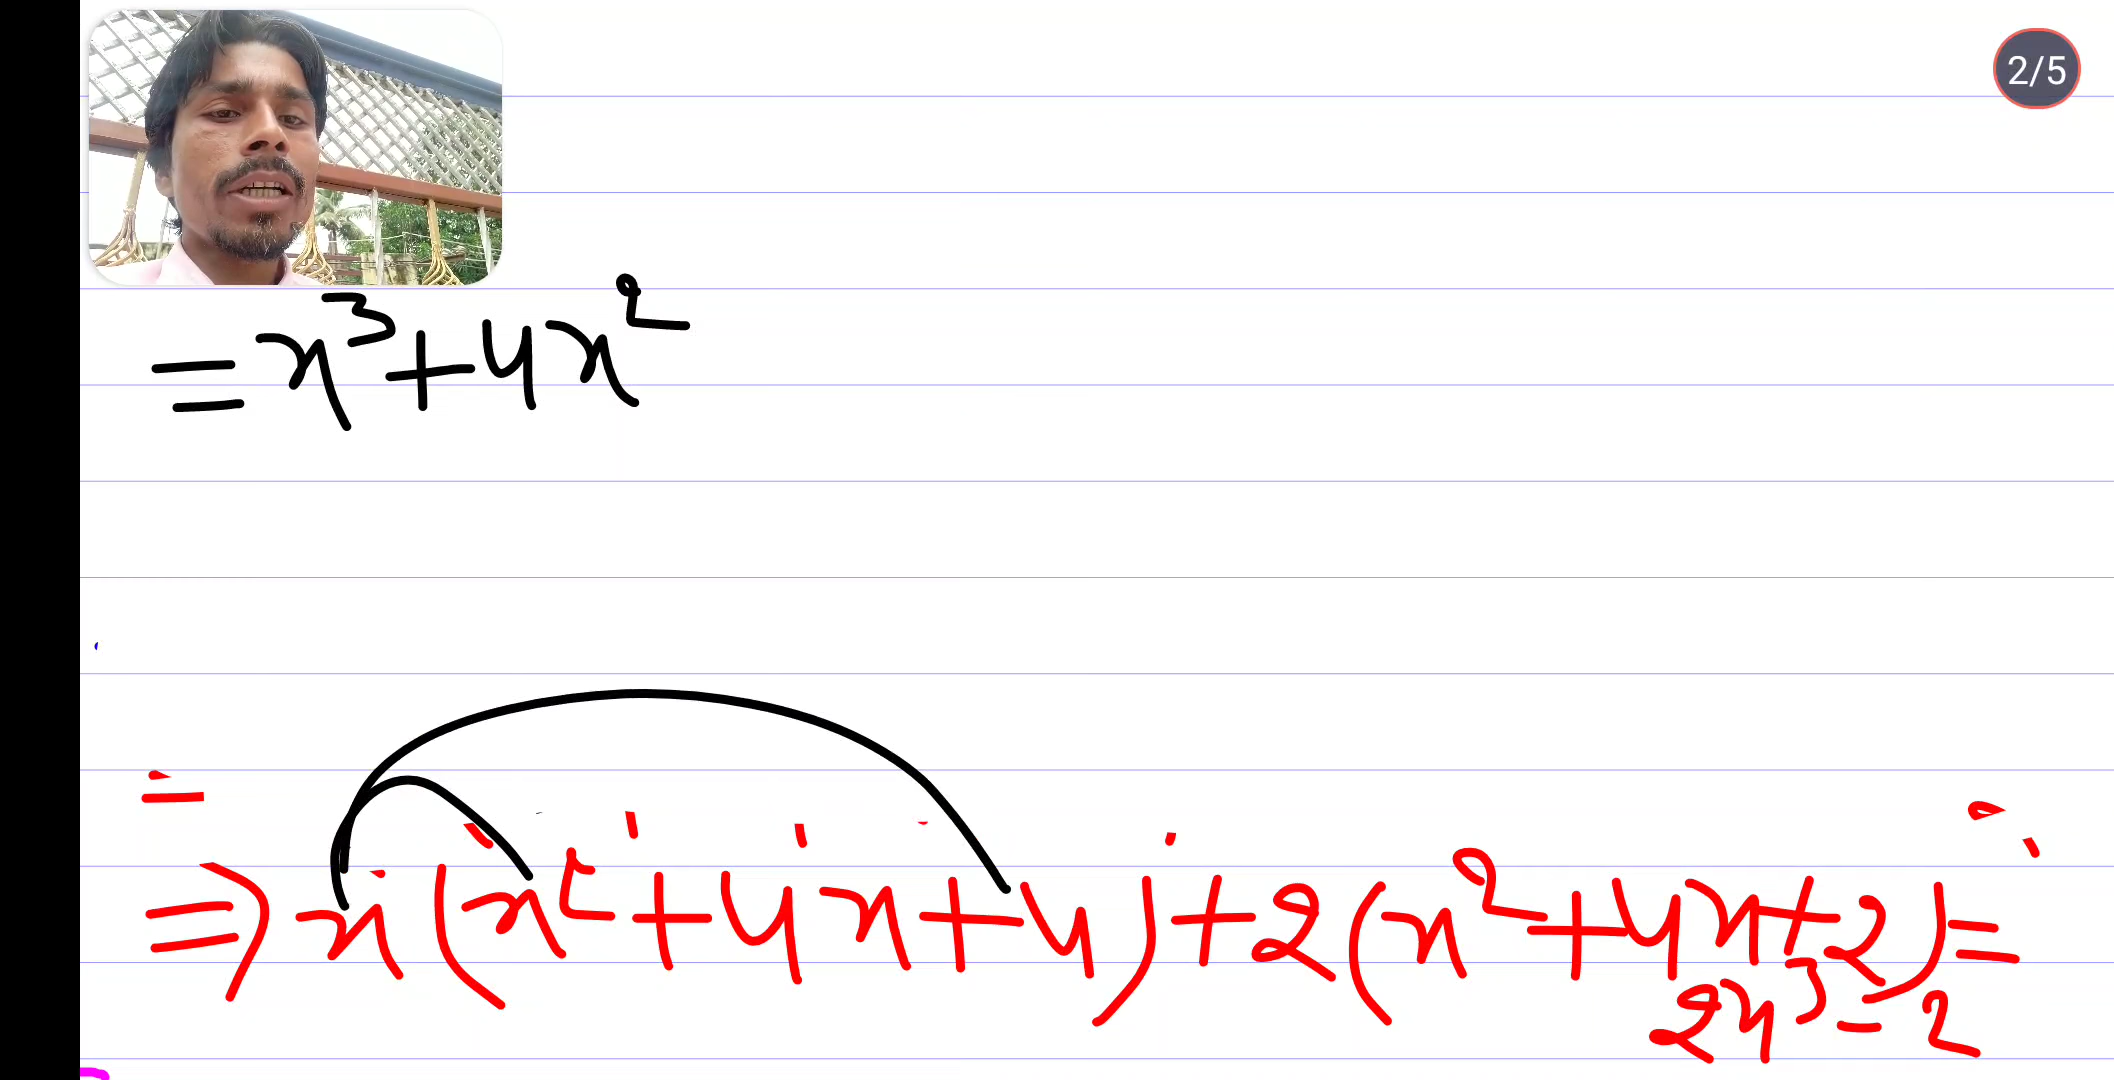 2/5
= x³ + 4x²
=
⇒ x (x² + 4x + 4) + 2 (x² + 4x + 2) =
2x³ - 2